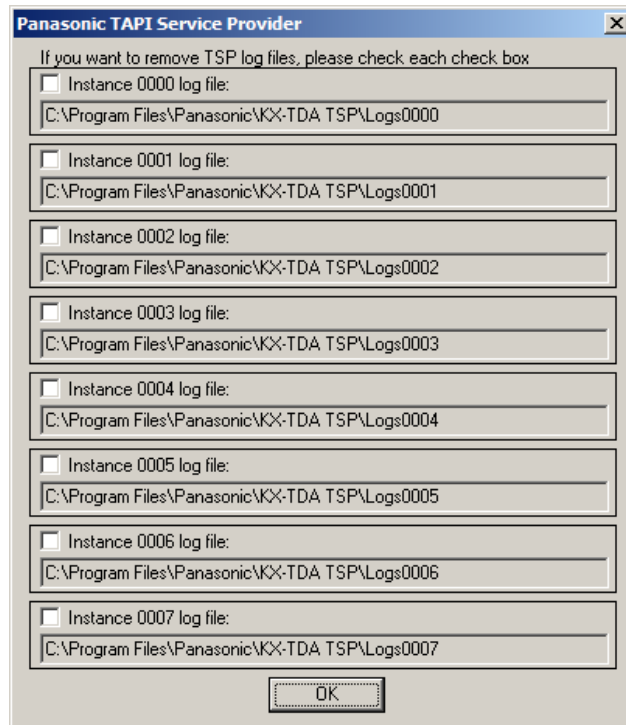 Panasonic TAPI Service Provider
If you want to remove TSP log files, please check each check box
Instance 0000 log file:
C:\Program Files\Panasonic\KX-TDA TSP\Logs0000
Instance 0001 log file:
C:\Program Files\Panasonic\KX-TDA TSP\Logs0001
Instance 0002 log file:
C:\Program Files\Panasonic\KX-TDA TSP\Logs0002
Instance 0003 log file:
C:\Program Files\Panasonic\KX-TDA TSP\Logs0003
Instance 0004 log file:
C:\Program Files\Panasonic\KX-TDA TSP\Logs0004
Instance 0005 log file:
C:\Program Files\Panasonic\KX-TDA TSP\Logs0005
Instance 0006 log file:
C:\Program Files\Panasonic\KX-TDA TSP\Logs0006
Instance 0007 log file:
C:\Program Files\Panasonic\KX-TDA TSP\Logs0007
OK